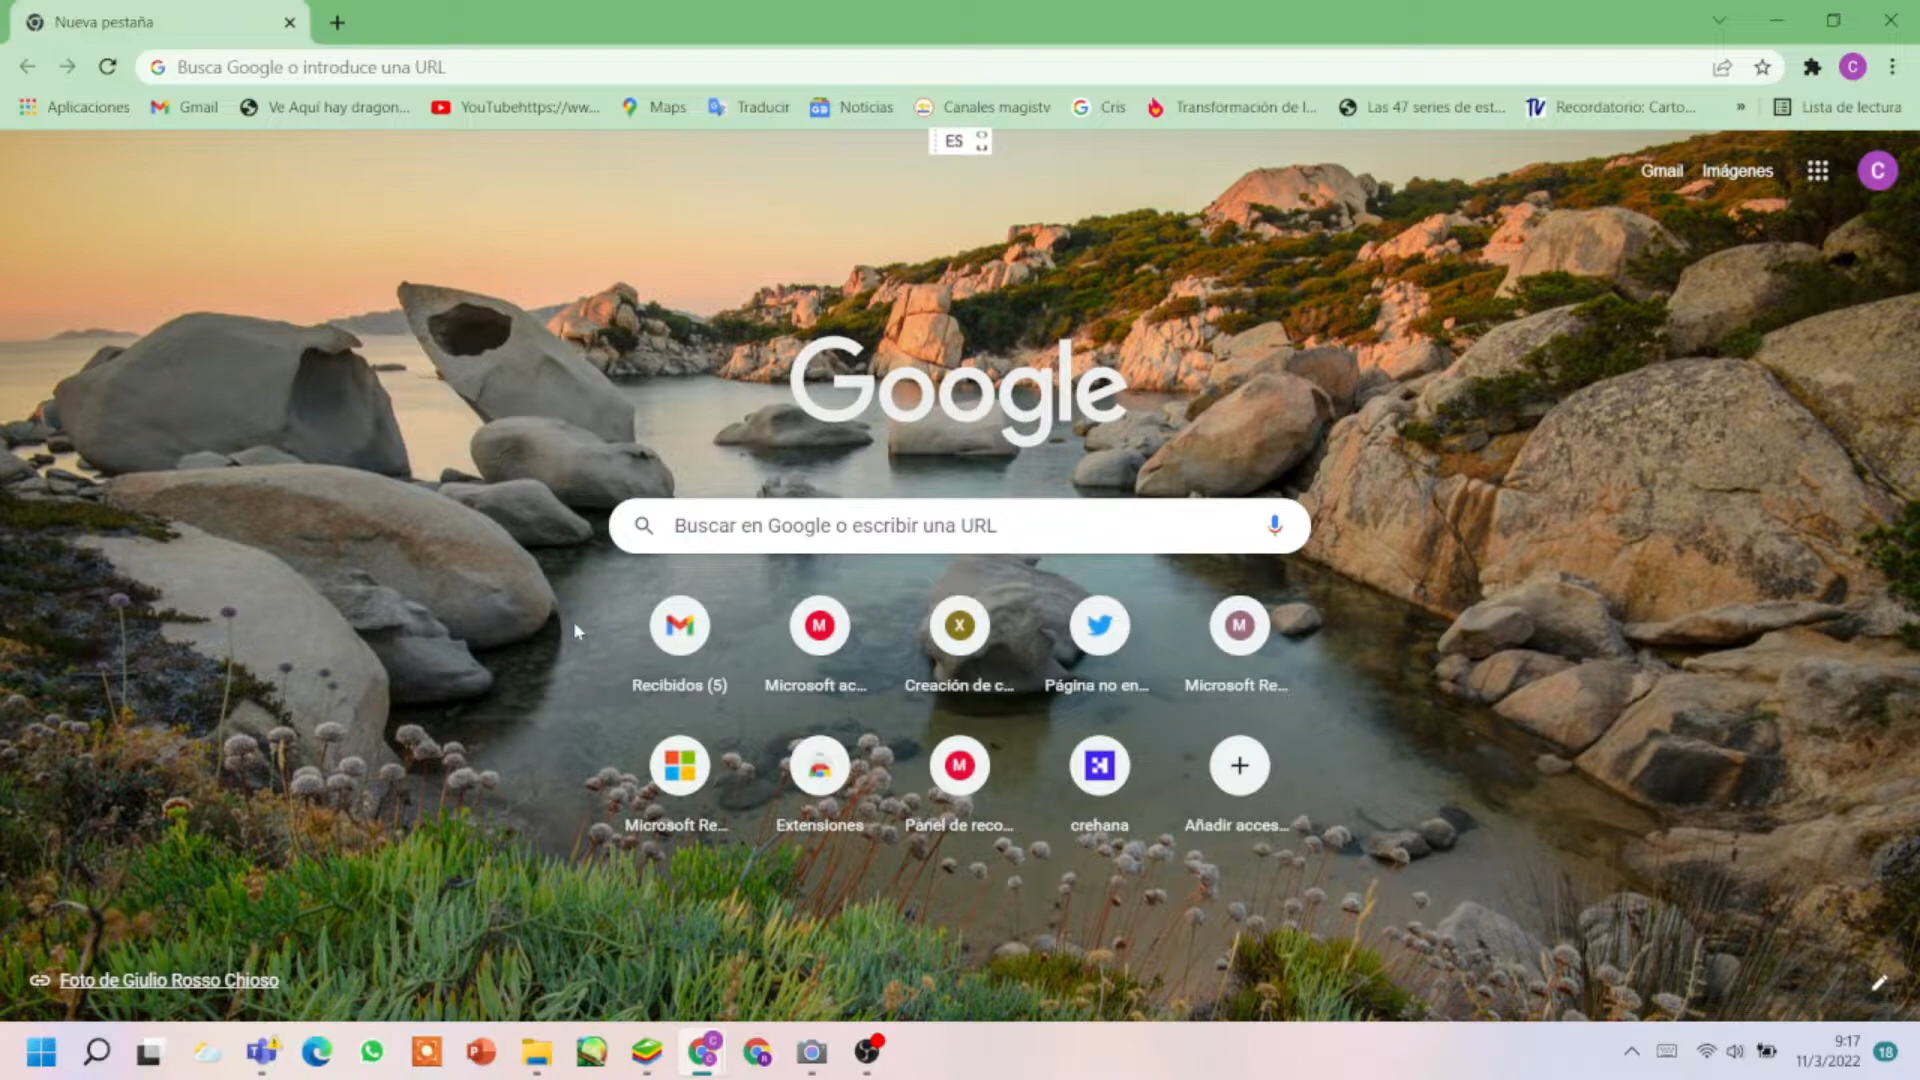 Nueva pestaña
Busca Google o introduce una URL
C
Aplicaciones
Gmail
Ve Aquí hay dragon...
YouTubehttps://ww...
Maps
Traducir
Noticias
Canales magistv
Cris
Transformación de l...
Las 47 series de est...
TV
Recordatorio: Carto...
»
Lista de lectura
ES
Gmail
Imágenes
C
Google
Buscar en Google o escribir una URL
M
X
M
Recibidos (5)
Microsoft ac...
Creación de c...
Página no en...
Microsoft Re...
M
Microsoft Re...
Extensiones
Panel de reco...
crehana
Añadir acces...
Foto de Giulio Rosso Chioso
9:17
11/3/2022
18